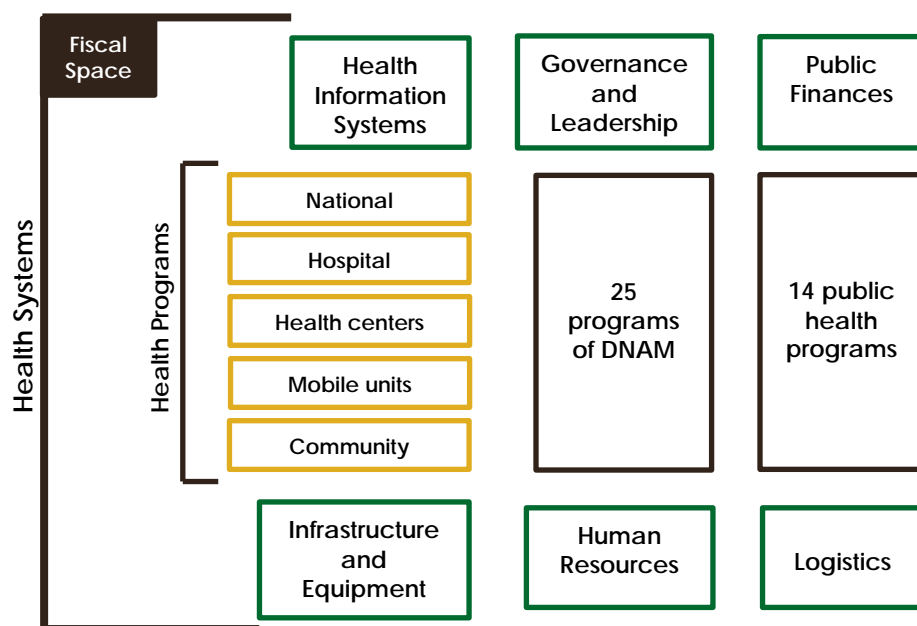 Fiscal
Space
Health
Information
Systems
Governance
and
Leadership
Public
Finances
Health Systems
Health Programs
National
Hospital
Health centers
Mobile units
Community
25
programs
of DNAM
14 public
health
programs
Infrastructure
and
Equipment
Human
Resources
Logistics